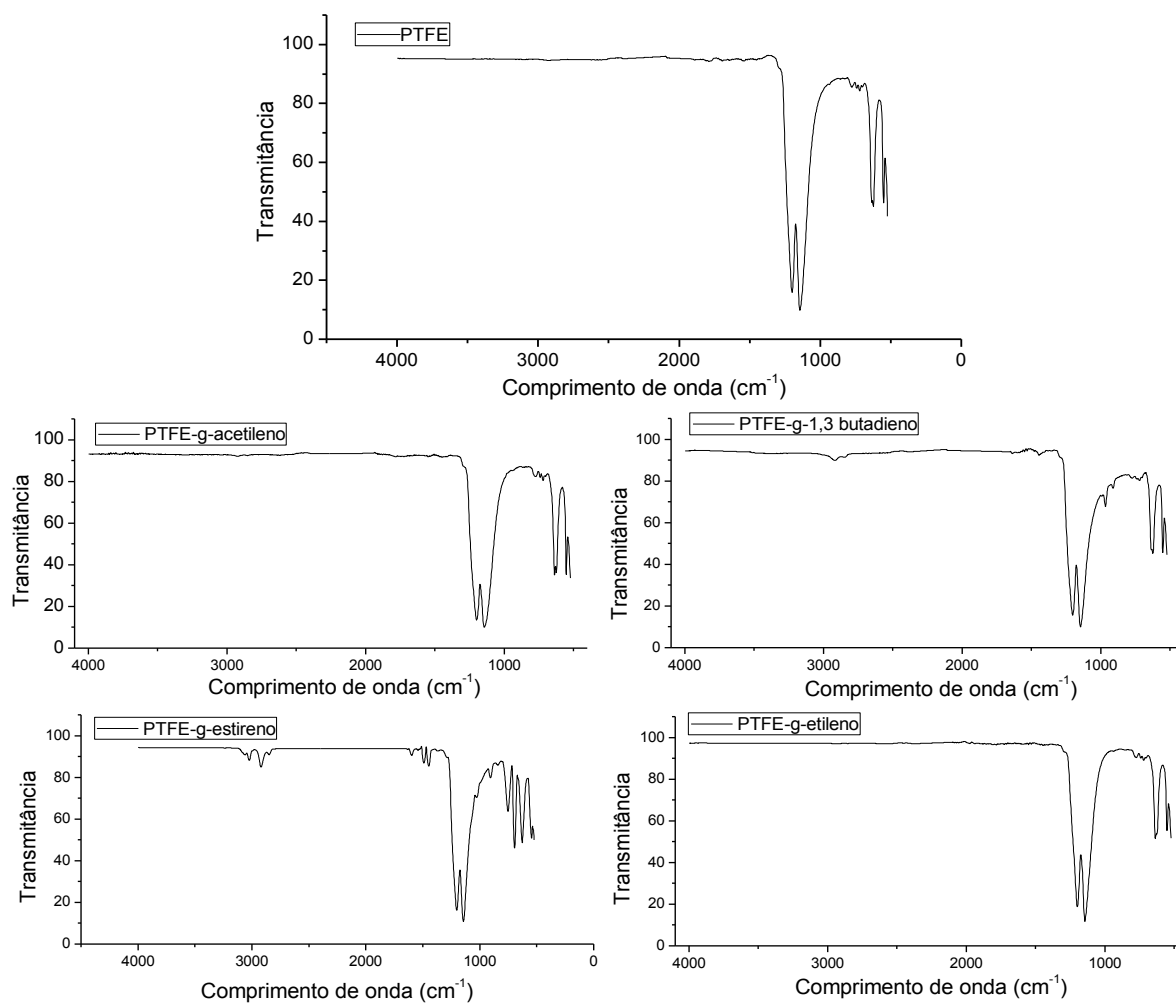 PTFE
100
80
60
40
20
0
Transmitância
4000 3000 2000 1000 0
Comprimento de onda (cm-1)
PTFE-g-acetileno
100
80
60
40
20
0
Transmitância
4000 3000 2000 1000
Comprimento de onda (cm-1)
PTFE-g-1,3 butadieno
100
80
60
40
20
0
Transmitância
4000 3000 2000 1000
Comprimento de onda (cm-1)
PTFE-g-estireno
100
80
60
40
20
0
Transmitância
4000 3000 2000 1000 0
Comprimento de onda (cm-1)
PTFE-g-etileno
100
80
60
40
20
0
Transmitância
4000 3000 2000 1000
Comprimento de onda (cm-1)